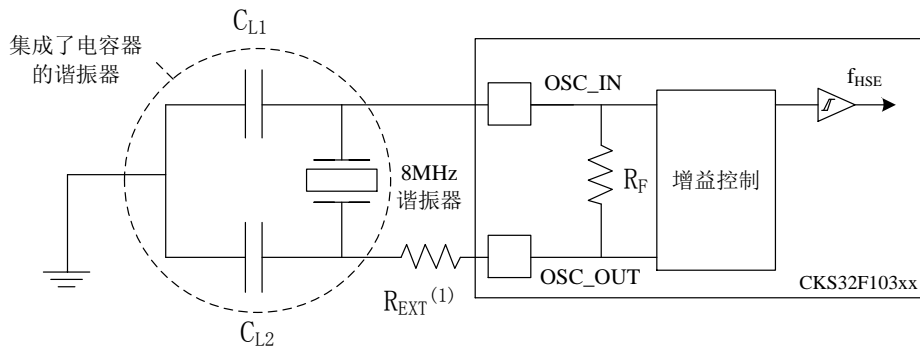 C_L1
集成了电容器
的谐振器
OSC_IN
f_HSE
8MHz
谐振器
R_F
增益控制
OSC_OUT
R_EXT(1)
C_L2
CKS32F103xx